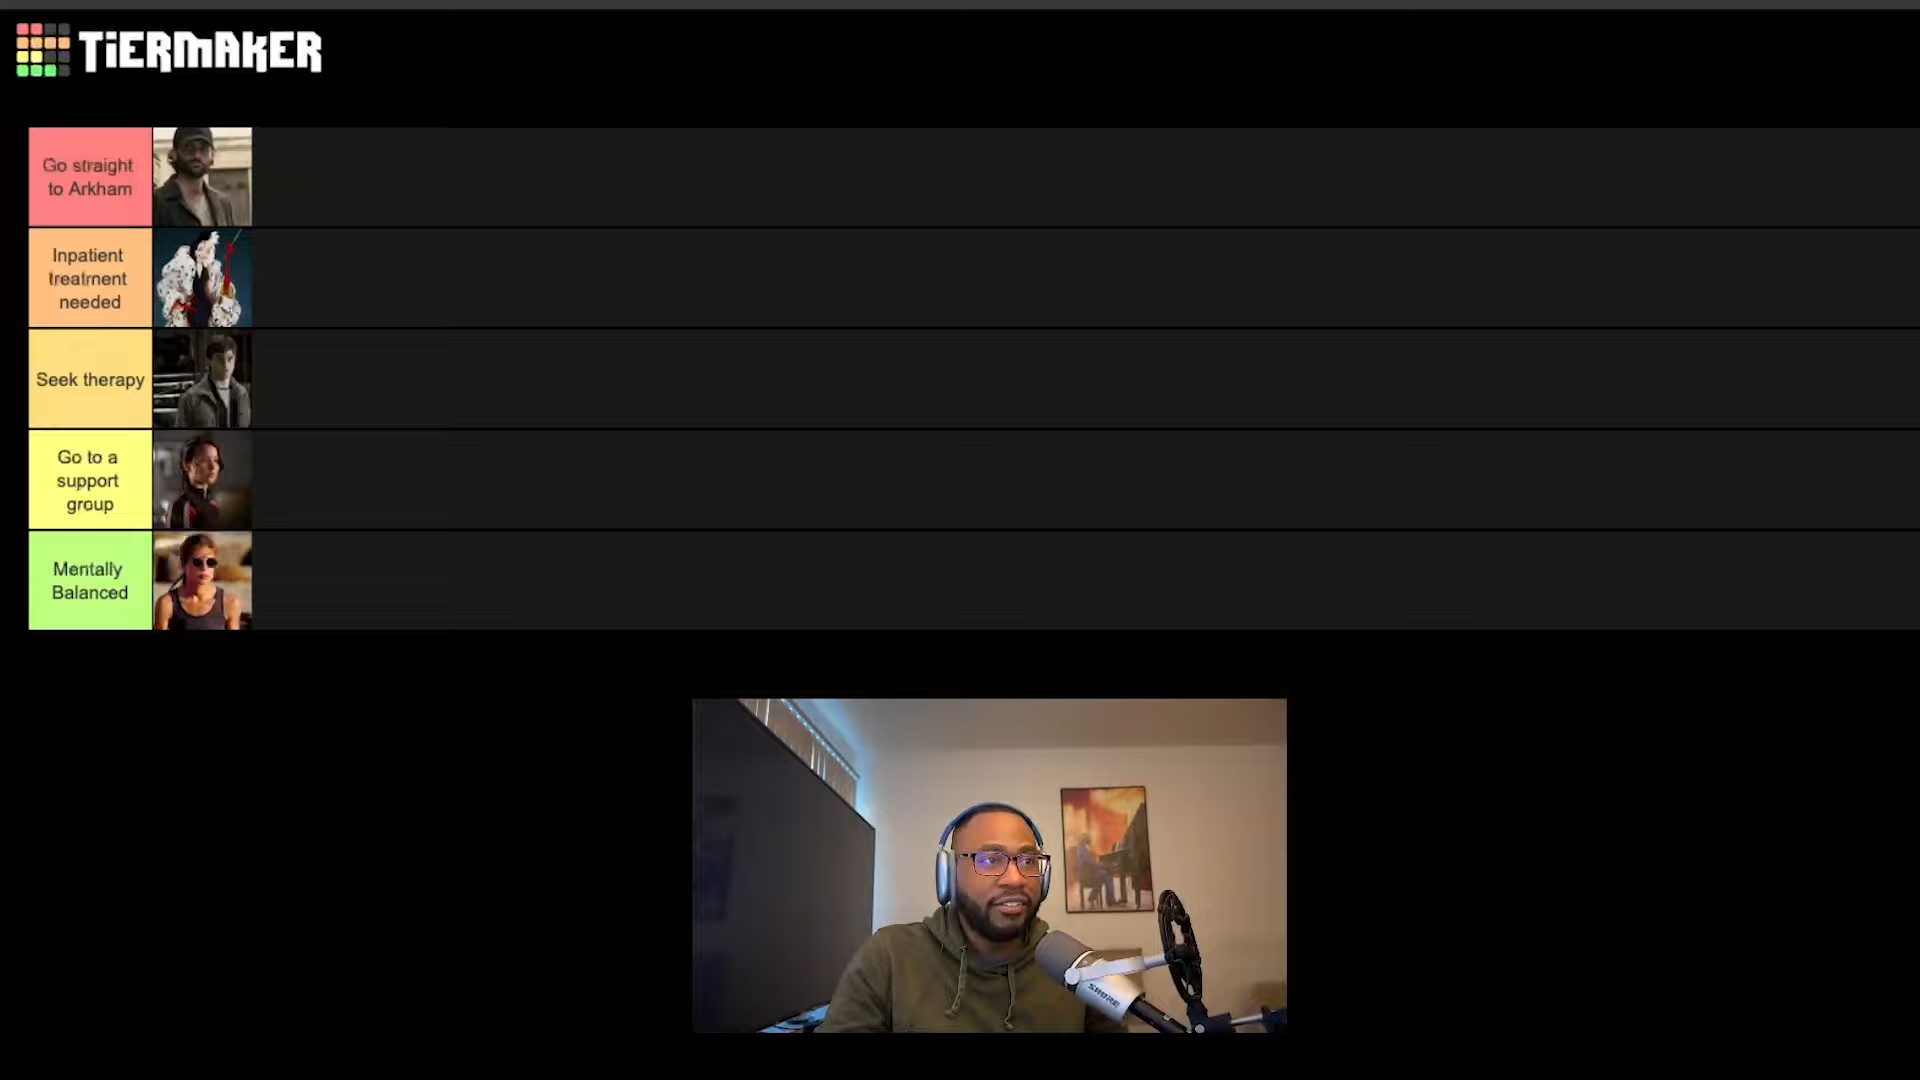 TiERMAKER
Go straight
to Arkham
Inpatient
treatment
needed
Seek therapy
Go to a
support
group
Mentally
Balanced
SHURE